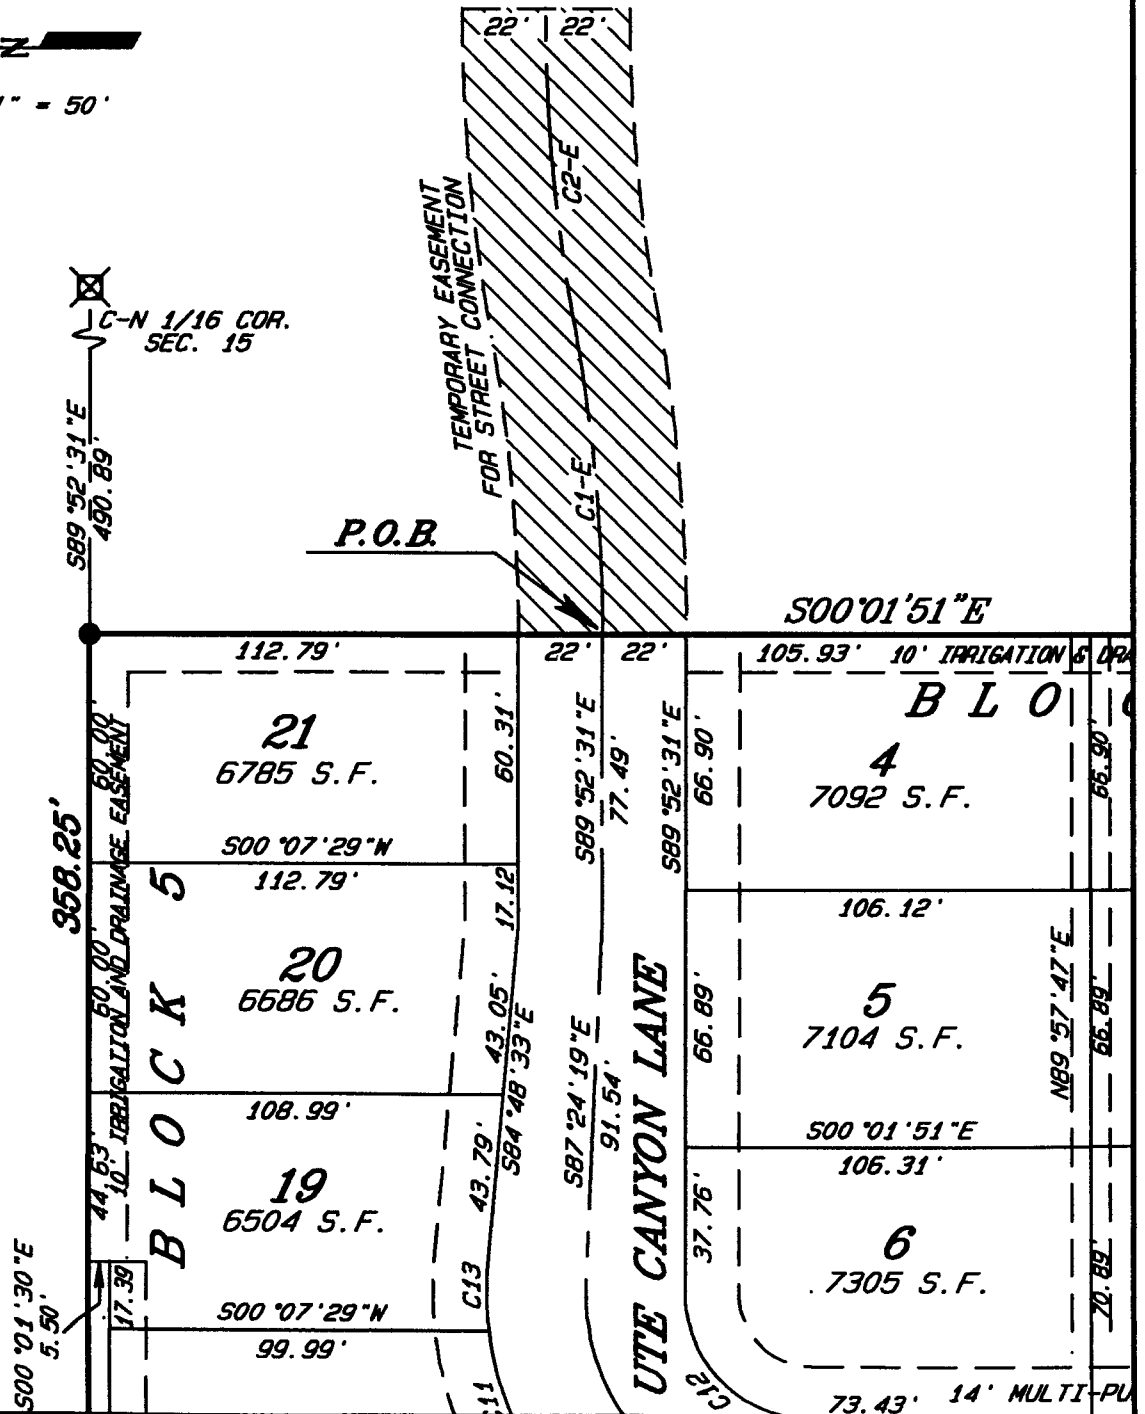 22' 22'
N
1" = 50'
C2-E
TEMPORARY EASEMENT
FOR STREET CONNECTION
C-N 1/16 COR.
SEC. 15
S89°52'31"E
490.89'
C1-E
P.O.B.
S00°01'51"E
112.79'
22' 22'
105.93'
10' IRRIGATION & DRA
BLO
60.00'
10' IRRIGATION AND DRAINAGE EASEMENT
21
6785 S.F.
60.31'
S89°52'31"E
77.49'
S89°52'31"E
66.90'
4
7092 S.F.
66.90'
358.25'
S00°07'29"W
112.79'
17.12
106.12'
BLOCK 5
60.00'
20
6686 S.F.
43.05'
S84°48'33"E
S87°24'19"E
91.54'
UTE CANYON LANE
66.89'
5
7104 S.F.
N89°57'47"E
66.89'
108.99'
S00°01'51"E
106.31'
44.63'
19
6504 S.F.
43.79'
37.76'
6
7305 S.F.
70.89'
S00°01'30"E
5.50'
17.39
C13
S00°07'29"W
99.99'
C11
C12
73.43'
14' MULTI-PU